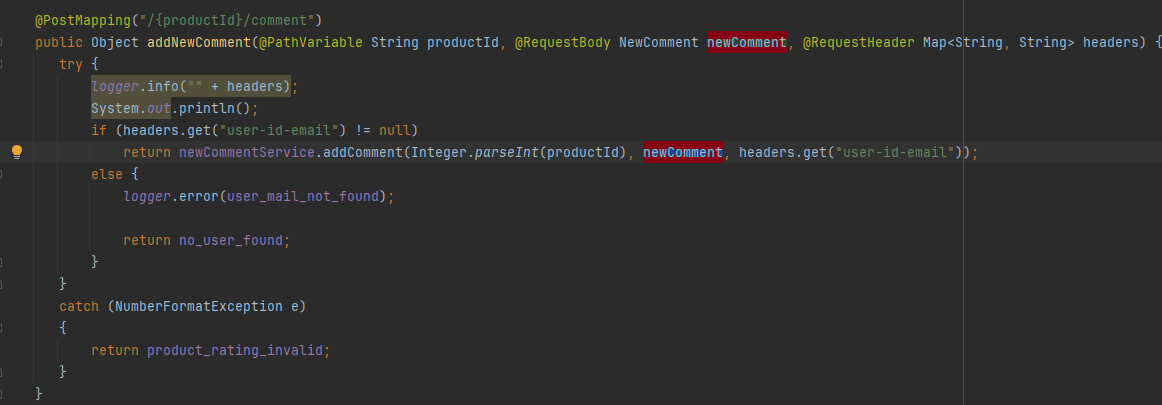 @PostMapping("/{productId}/comment")
public Object addNewComment(@PathVariable String productId, @RequestBody NewComment newComment, @RequestHeader Map<String, String> headers) {
try {
logger.info("" + headers);
System.out.println();
if (headers.get("user-id-email") != null)
return newCommentService.addComment(Integer.parseInt(productId), newComment, headers.get("user-id-email"));
else {
logger.error(user_mail_not_found);
return no_user_found;
}
}
catch (NumberFormatException e)
{
return product_rating_invalid;
}
}